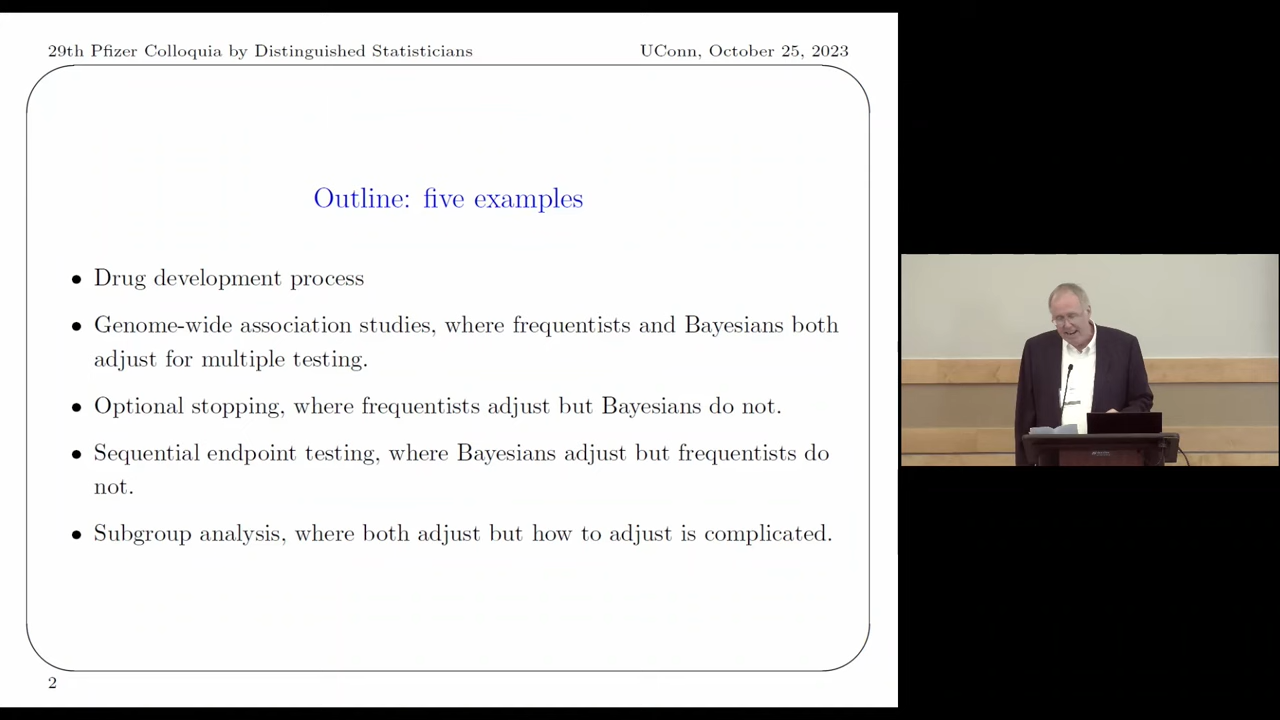 29th Pfizer Colloquia by Distinguished Statisticians UConn, October 25, 2023
Outline: five examples
• Drug development process
• Genome-wide association studies, where frequentists and Bayesians both
adjust for multiple testing.
• Optional stopping, where frequentists adjust but Bayesians do not.
• Sequential endpoint testing, where Bayesians adjust but frequentists do
not.
• Subgroup analysis, where both adjust but how to adjust is complicated.
2